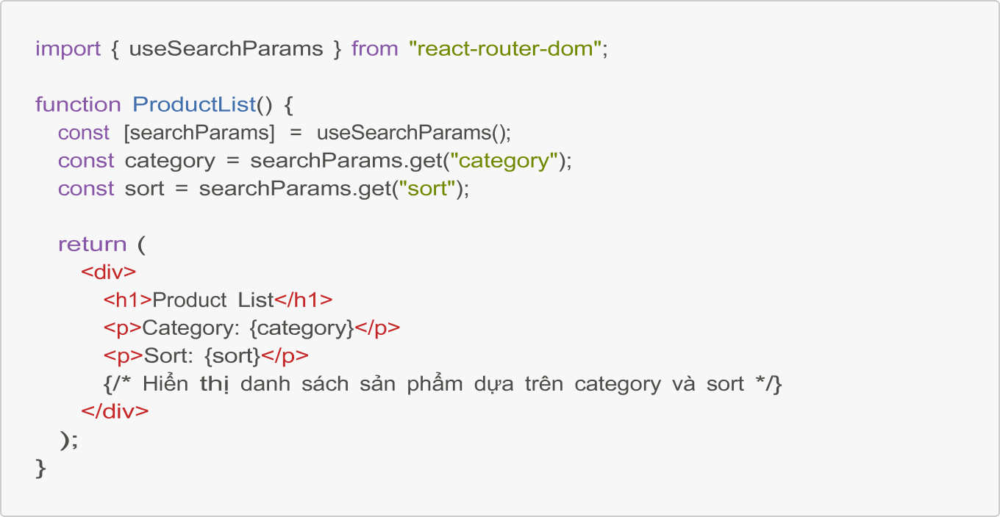 import { useSearchParams } from "react-router-dom";
function ProductList() {
const [searchParams] = useSearchParams();
const category = searchParams.get("category");
const sort = searchParams.get("sort");
return (
<div>
<h1>Product List</h1>
<p>Category: {category}</p>
<p>Sort: {sort}</p>
{/* Hiển thị danh sách sản phẩm dựa trên category và sort */}
</div>
);
}